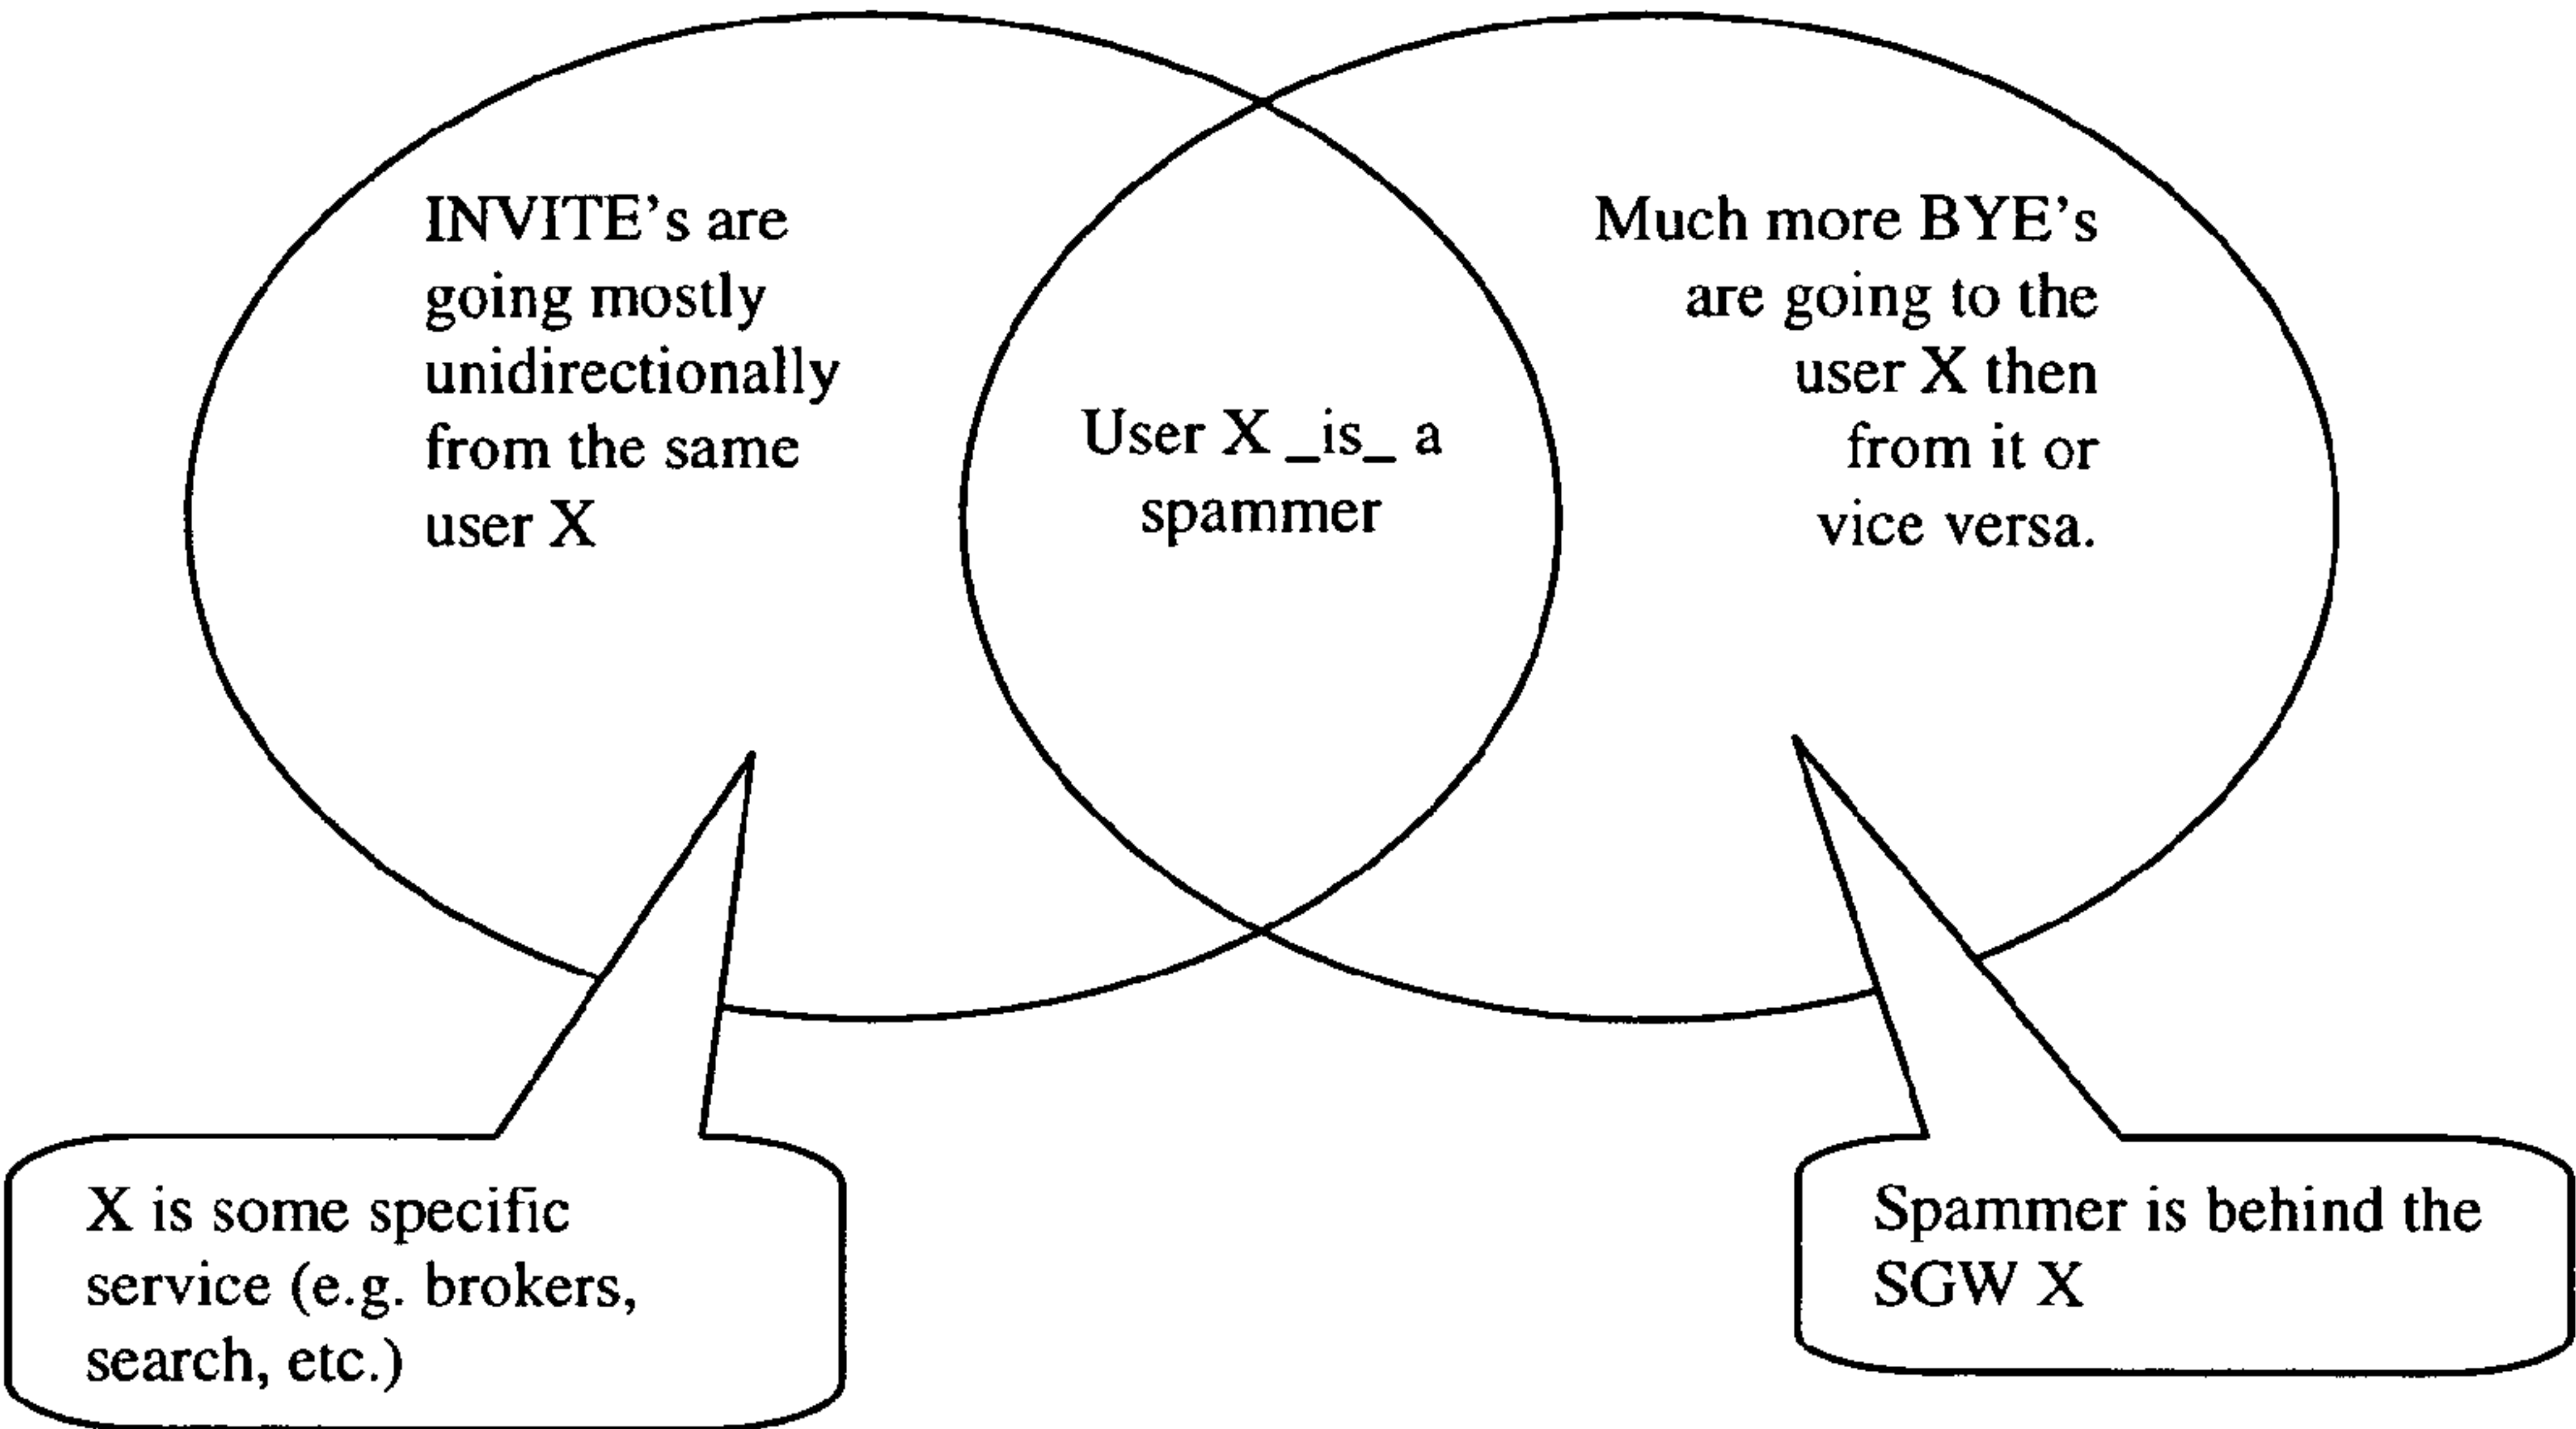 INVITE's are
going mostly
unidirectionally
from the same
user X
User X _is_ a
spammer
Much more BYE's
are going to the
user X then
from it or
vice versa.
X is some specific
service (e.g. brokers,
search, etc.)
Spammer is behind the
SGW X